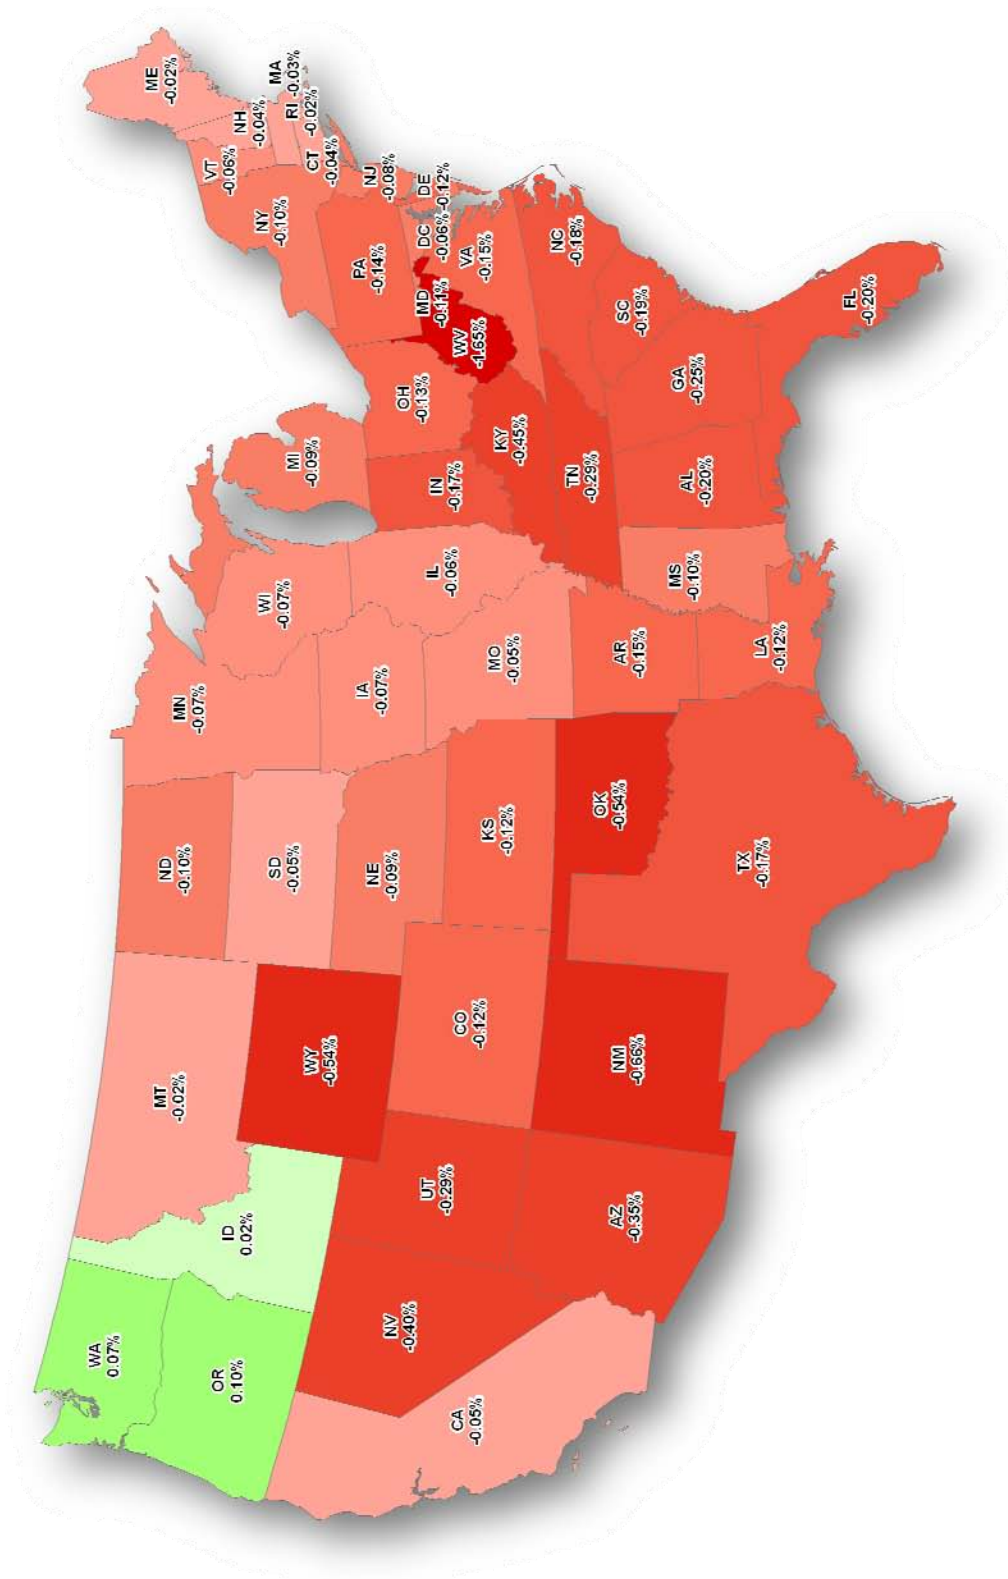 WA
0.07%
OR
0.10%
CA
-0.05%
ID
0.02%
NV
-0.40%
MT
-0.02%
WY
-0.54%
UT
-0.29%
AZ
-0.35%
CO
-0.12%
NM
-0.66%
ND
-0.10%
SD
-0.05%
NE
-0.09%
KS
-0.12%
OK
-0.54%
TX
-0.17%
MN
-0.07%
IA
-0.07%
MO
-0.05%
AR
-0.15%
LA
-0.12%
WI
-0.07%
IL
-0.06%
MS
-0.10%
MI
-0.09%
IN
-0.17%
OH
-0.13%
KY
-0.45%
TN
-0.29%
AL
-0.20%
GA
-0.25%
FL
-0.20%
SC
-0.19%
NC
-0.18%
WV
-1.65%
MD
-0.11%
VA
-0.15%
DC
-0.06%
DE
-0.12%
PA
-0.14%
NJ
-0.08%
NY
-0.10%
CT
-0.04%
RI
-0.02%
MA
-0.03%
VT
-0.06%
NH
-0.04%
ME
-0.02%